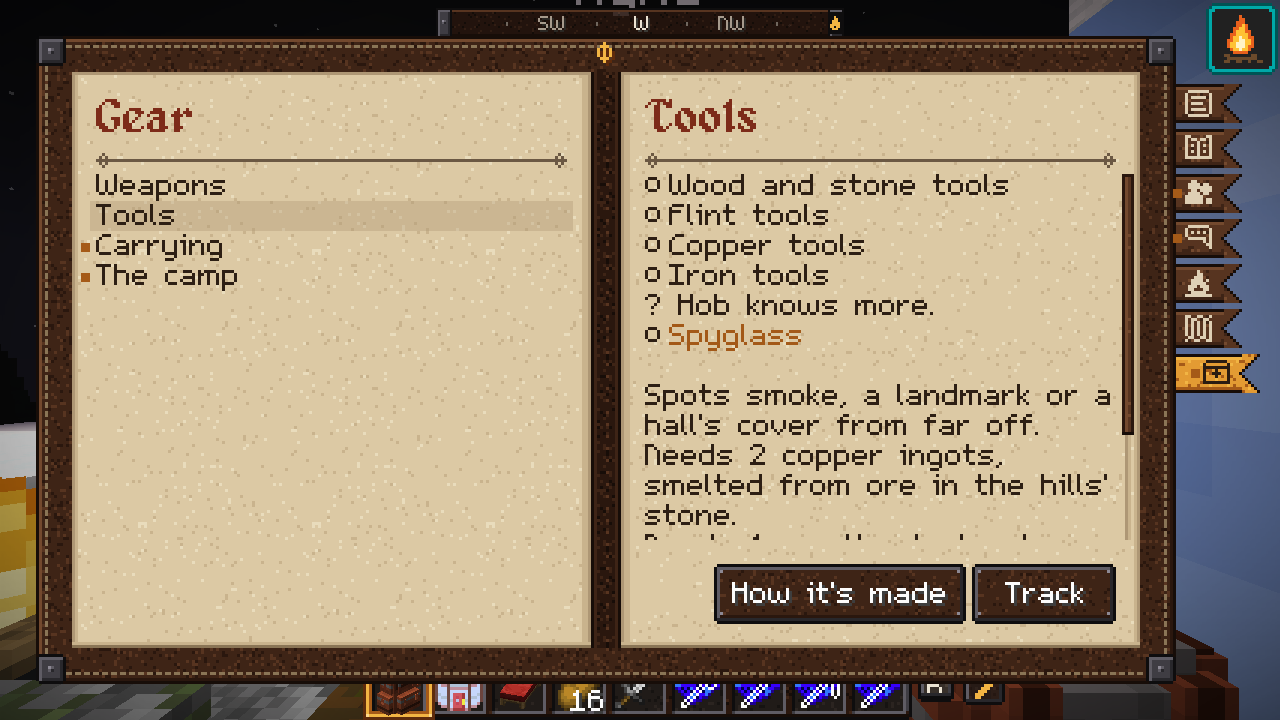 SW W NW
Gear
Weapons
Tools
Carrying
The camp
Tools
Wood and stone tools
Flint tools
Copper tools
Iron tools
? Hob knows more.
Spyglass
Spots smoke, a landmark or a
hall's cover from far off.
Needs 2 copper ingots,
smelted from ore in the hills'
stone.
How it's made
Track
16